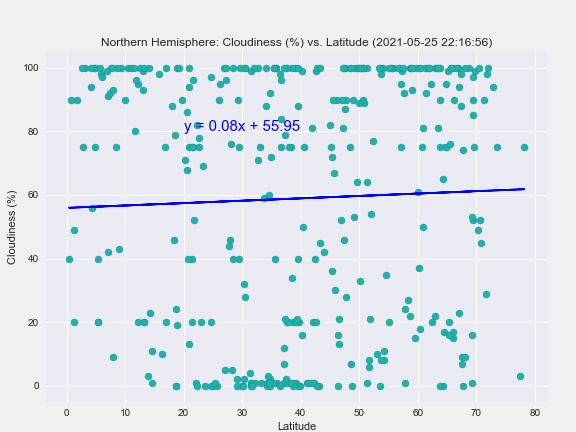 Northern Hemisphere: Cloudiness (%) vs. Latitude (2021-05-25 22:16:56)
100
80
60
40
20
0
Cloudiness (%)
y = 0.08x + 55.95
0 10 20 30 40 50 60 70 80
Latitude